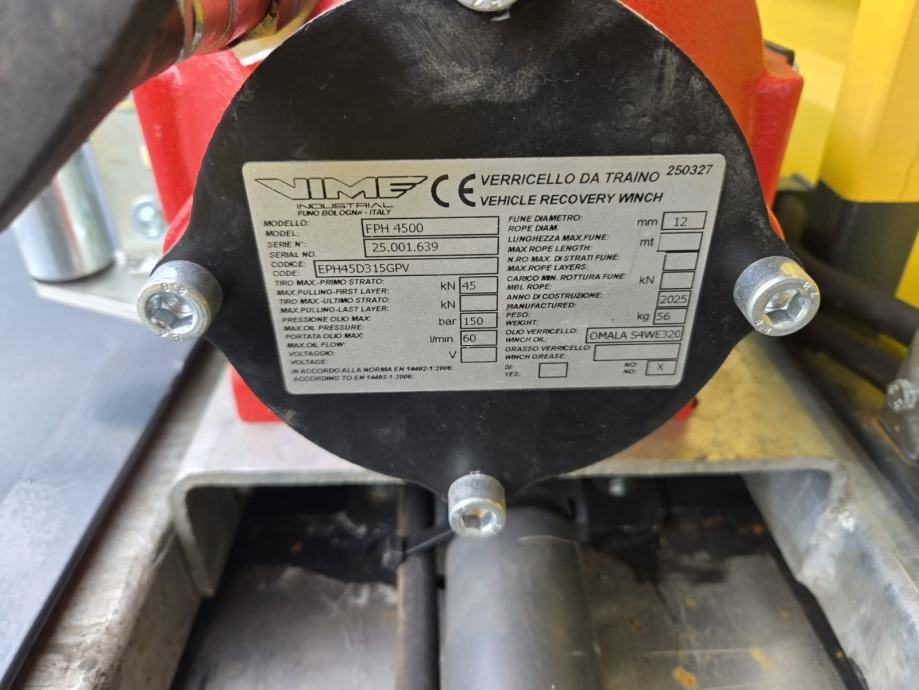 VIME
INDUSTRIAL
FUNO BOLOGNA - ITALY
CE
VERRICELLO DA TRAINO 250327
VEHICLE RECOVERY WINCH
MODELLO:
MODEL: EPH 4500
SERIE N°:
SERIAL NO. 25.001.639
CODICE:
CODE: EPH45D315GPV
TIRO MAX.-PRIMO STRATO:
MAX.PULLING-FIRST LAYER: kN 45
TIRO MAX.-ULTIMO STRATO:
MAX.PULLING-LAST LAYER: kN
PRESSIONE OLIO MAX:
MAX.OIL PRESSURE: bar 150
PORTATA OLIO MAX:
MAX.OIL FLOW: l/min. 60
VOLTAGGIO:
VOLTAGE: V
IN ACCORDO ALLA NORMA EN 14492-1:2006:
ACCORDING TO EN 14492-1:2006:
FUNE DIAMETRO:
ROPE DIAM. mm 12
LUNGHEZZA MAX.FUNE:
MAX ROPE LENGTH: mt
N.RO MAX. DI STRATI FUNE:
MAX.ROPE LAYERS:
CARICO MIN. ROTTURA FUNE:
MBL ROPE: kN
ANNO DI COSTRUZIONE:
MANUFACTURED: 2025
PESO:
WEIGHT: kg 56
OLIO VERRICELLO:
WINCH OIL: OMALA S4WE320
GRASSO VERRICELLO:
WINCH GREASE:
SI:
YES:
NO:
NO: X